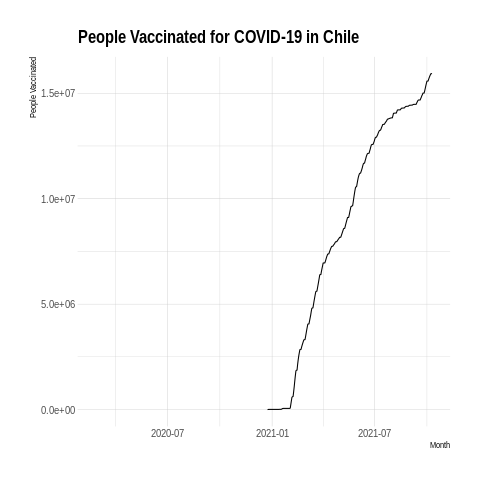 People Vaccinated for COVID-19 in Chile
People Vaccinated
1.5e+07
1.0e+07
5.0e+06
0.0e+00
2020-07 2021-01 2021-07
Month